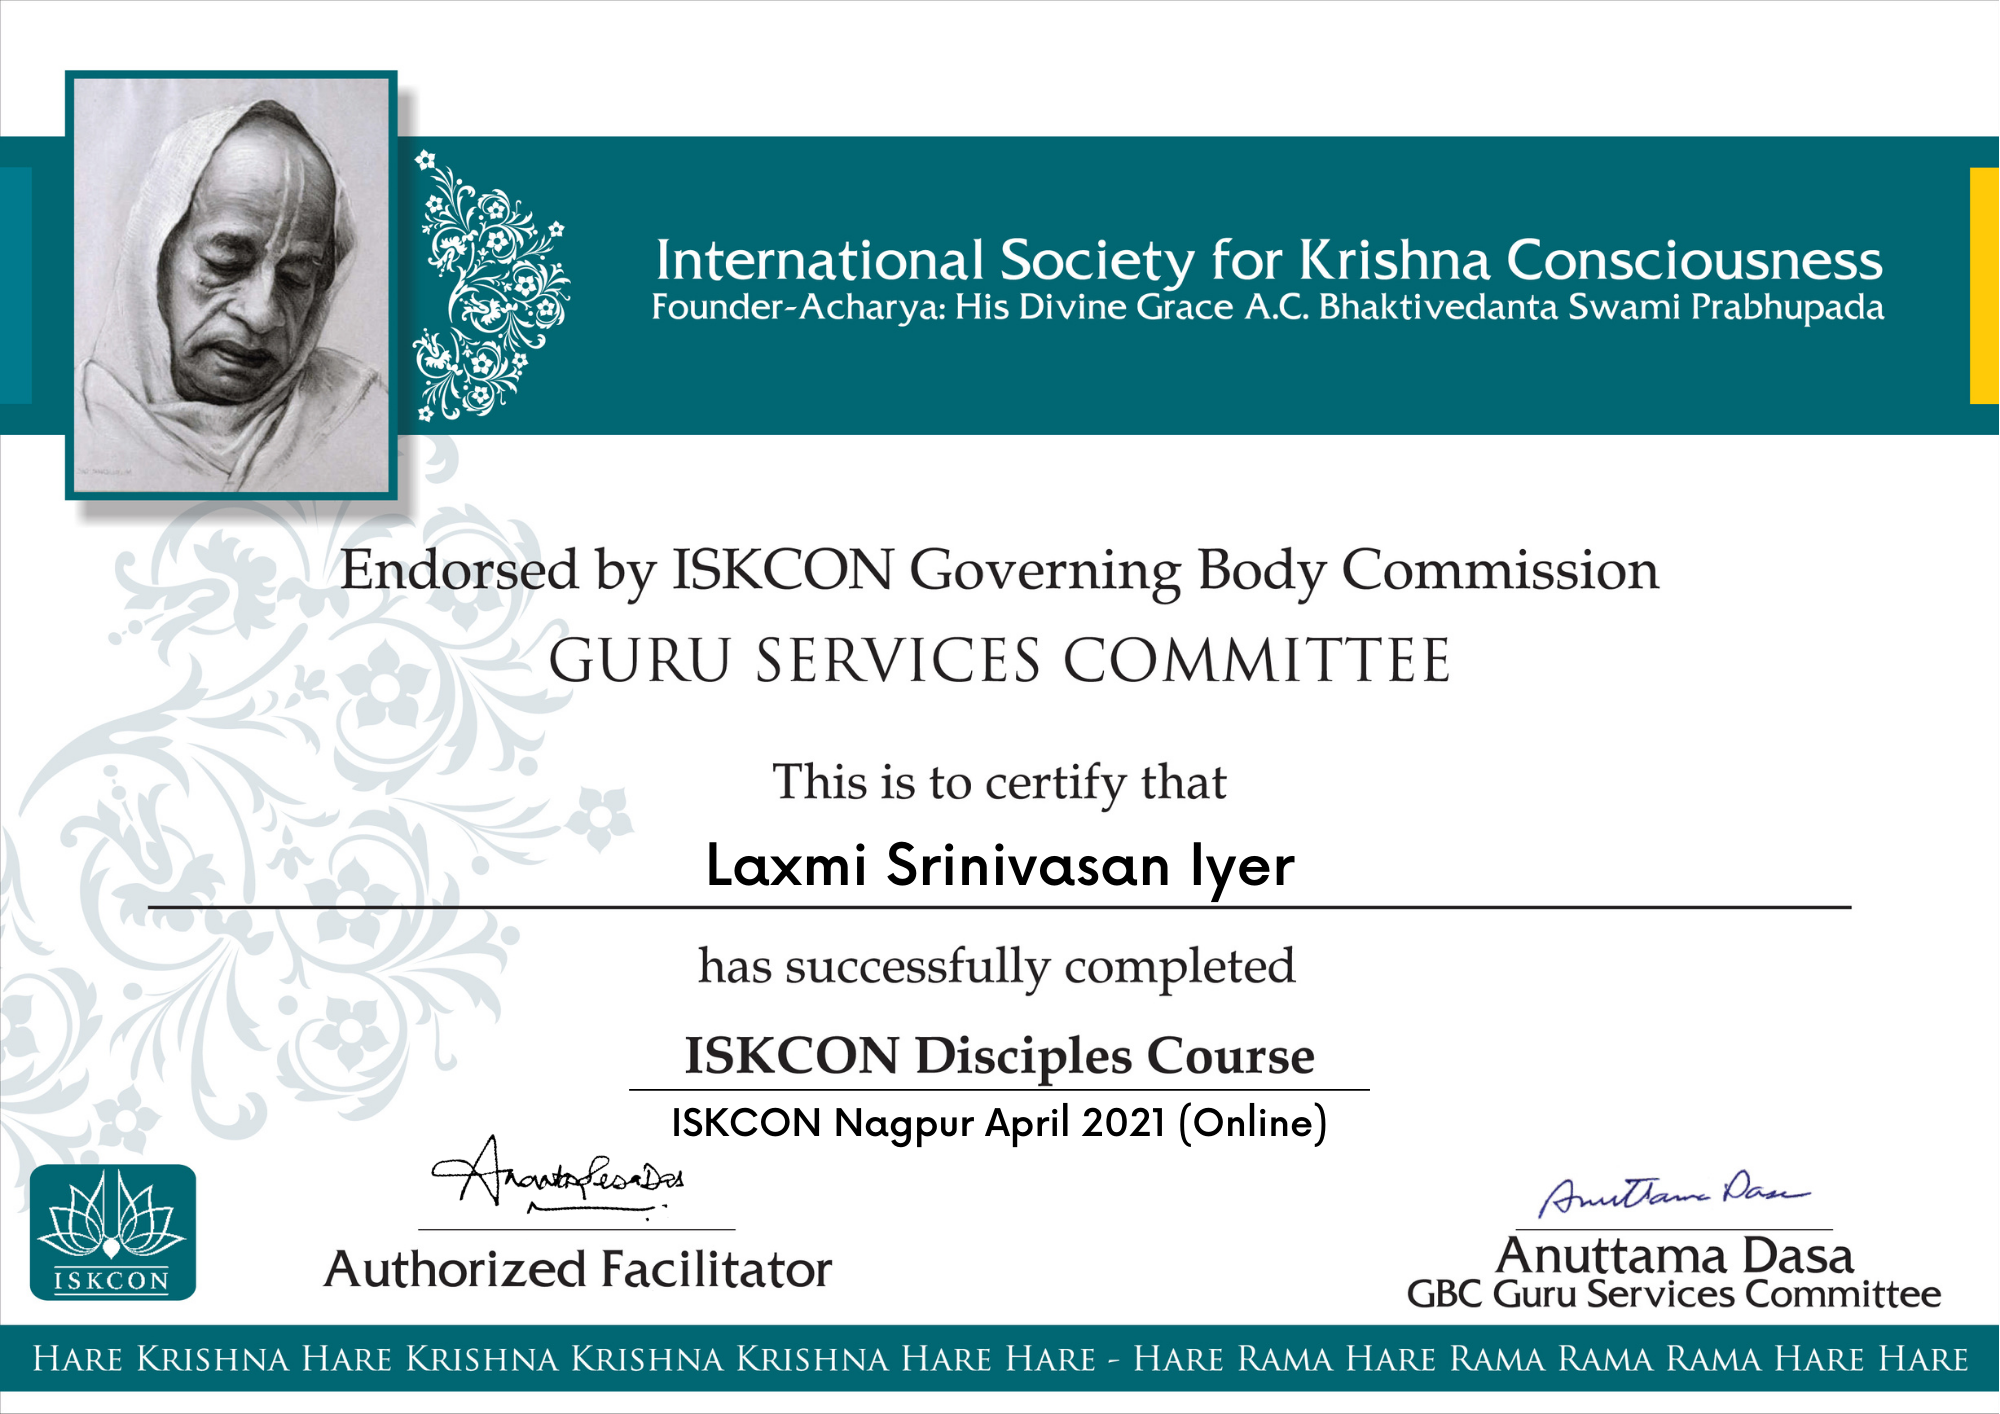 International Society for Krishna Consciousness
Founder-Acharya: His Divine Grace A.C. Bhaktivedanta Swami Prabhupada
Endorsed by ISKCON Governing Body Commission
GURU SERVICES COMMITTEE
This is to certify that
Laxmi Srinivasan Iyer
has successfully completed
ISKCON Disciples Course
ISKCON Nagpur April 2021 (Online)
Anuttama Dasa
Authorized Facilitator
Anuttama Dasa
GBC Guru Services Committee
ISKCON
HARE KRISHNA HARE KRISHNA KRISHNA KRISHNA HARE HARE - HARE RAMA HARE RAMA RAMA RAMA HARE HARE